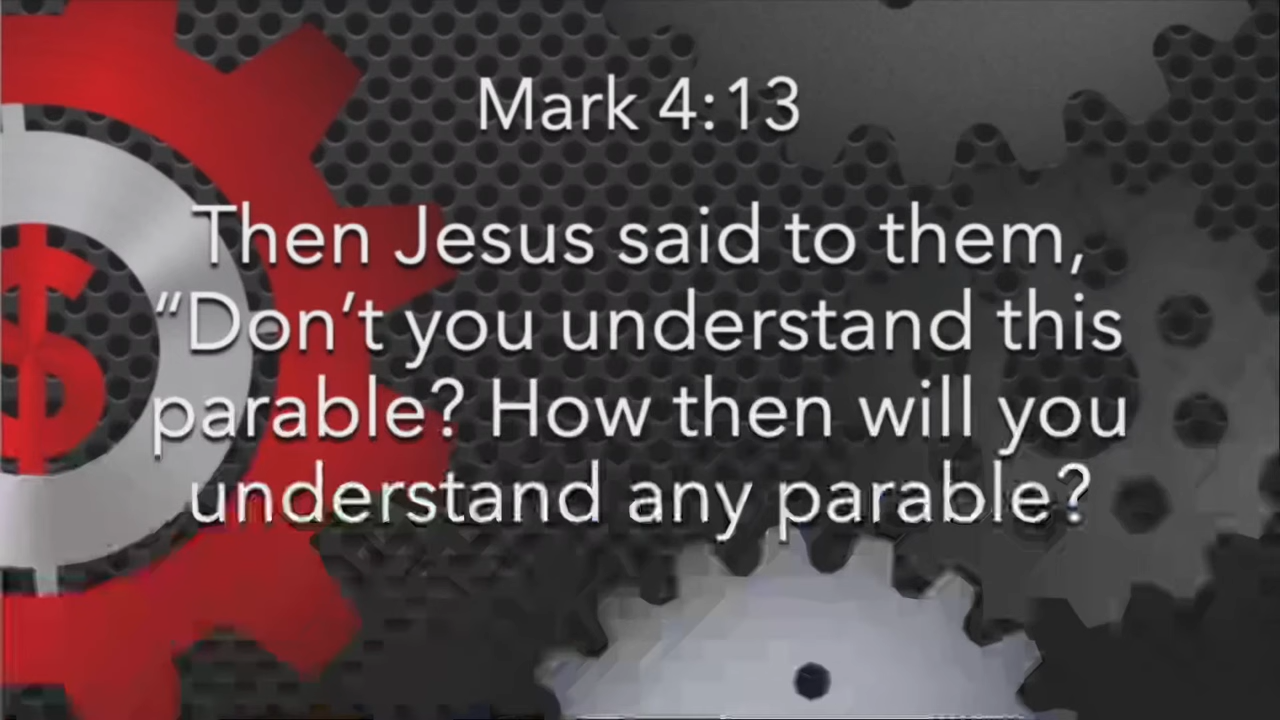 Mark 4:13
Then Jesus said to them,
“Don’t you understand this
parable? How then will you
understand any parable?
$